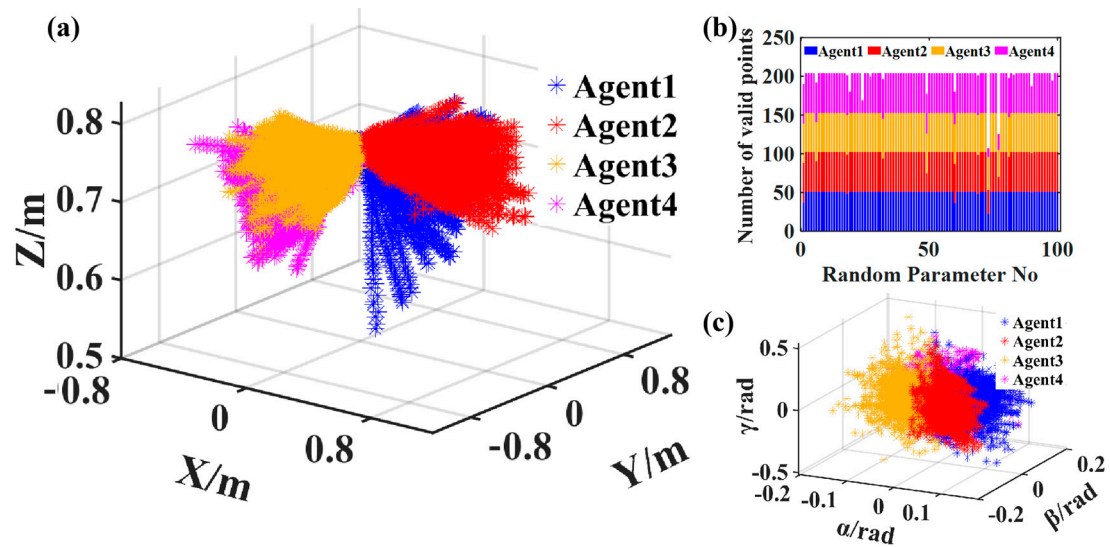 (a)
Agent1
Agent2
Agent3
Agent4
Z/m
0.8
0.7
0.6
0.5
-0.8
0
0.8
X/m
-0.8
0
0.8
Y/m
(b)
Number of valid points
250
200
150
100
50
0
Agent1 Agent2 Agent3 Agent4
0 50 100
Random Parameter No
(c)
Agent1
Agent2
Agent3
Agent4
γ/rad
0.5
0
-0.5
-0.2 -0.1 0 0.1
α/rad
-0.2 0 0.2
β/rad